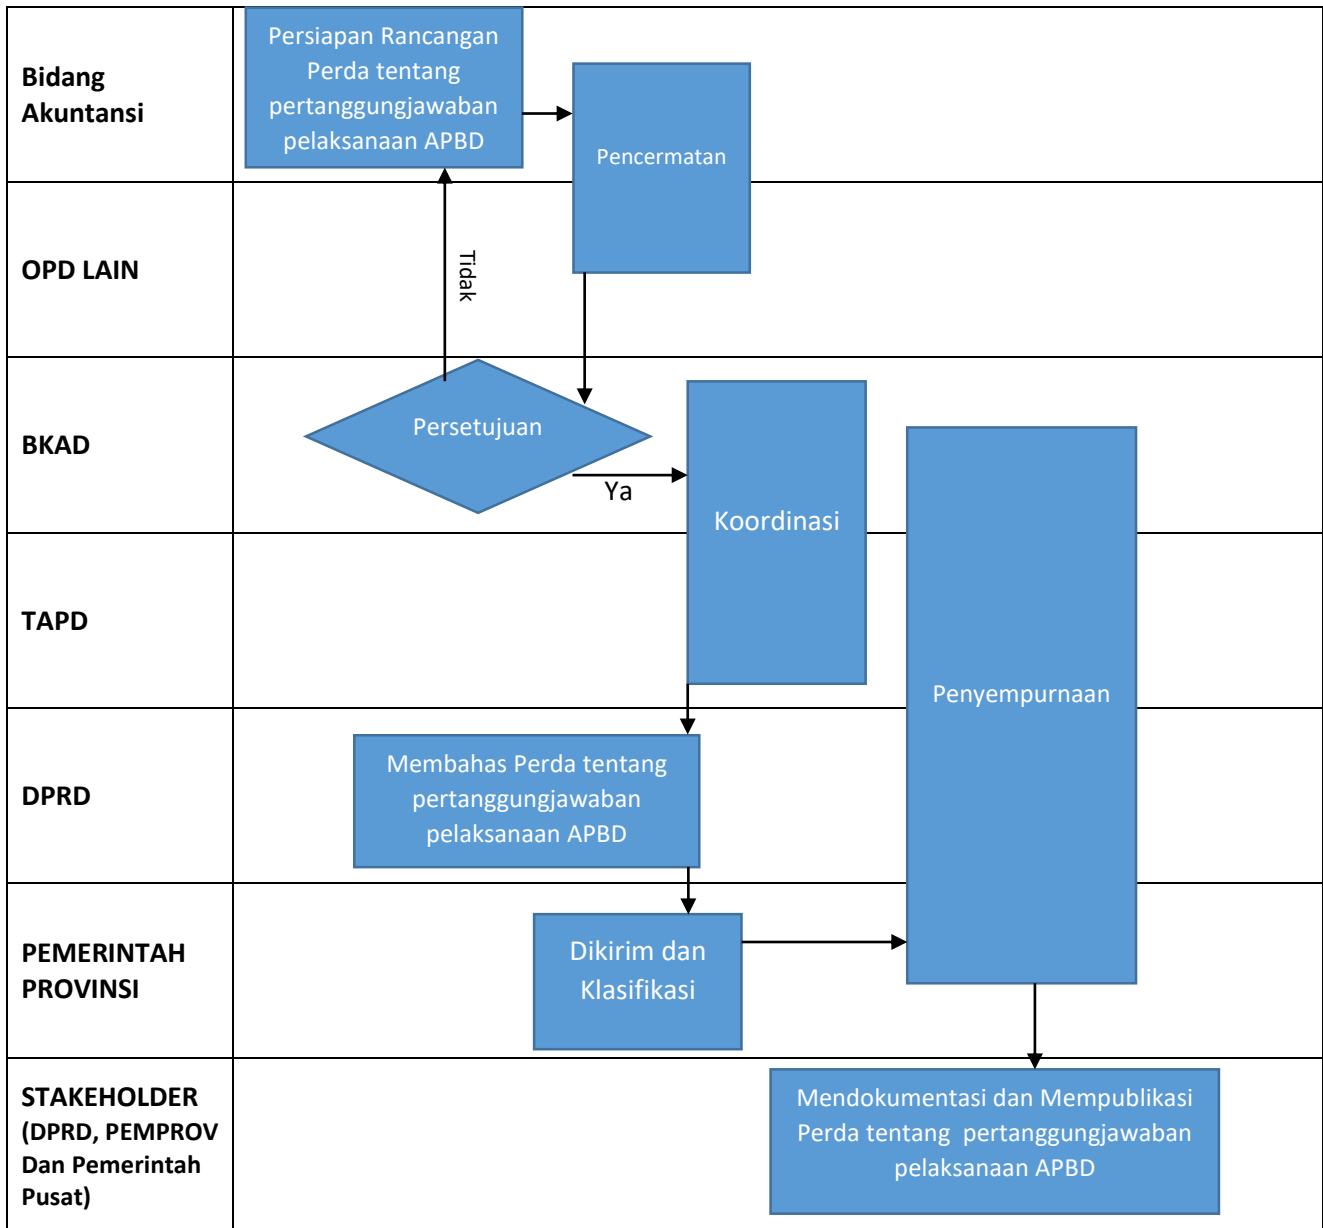 Bidang
Akuntansi
Persiapan Rancangan
Perda tentang
pertanggungjawaban
pelaksanaan APBD
Pencermatan
OPD LAIN
Tidak
BKAD
Persetujuan
Ya
Koordinasi
TAPD
Penyempurnaan
DPRD
Membahas Perda tentang
pertanggungjawaban
pelaksanaan APBD
PEMERINTAH
PROVINSI
Dikirim dan
Klasifikasi
STAKEHOLDER
(DPRD, PEMPROV
Dan Pemerintah
Pusat)
Mendokumentasi dan Mempublikasi
Perda tentang pertanggungjawaban
pelaksanaan APBD